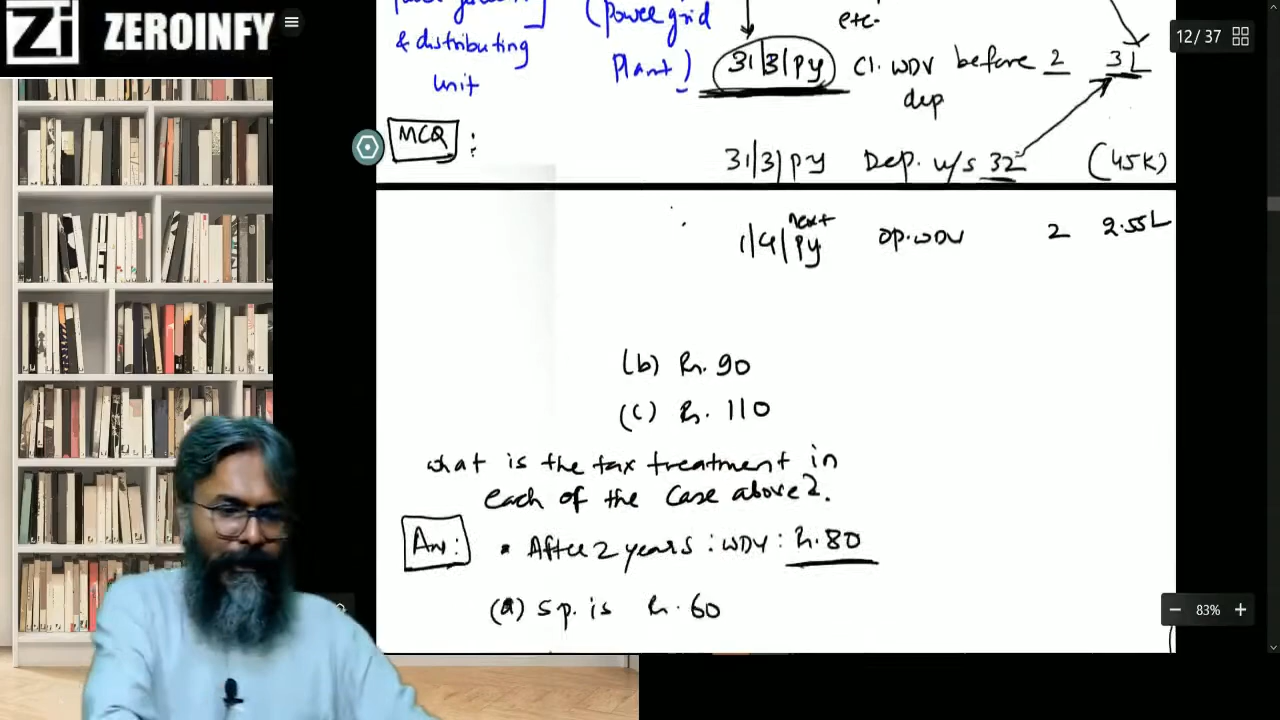 Zi ZEROINFY
12 / 37
& distributing
unit
(Power grid
Plant)
etc.
31|3|py Cl. WDV before 2 3L
dep
MCQ :
31|3|py Dep. u/s 32 (45K)
1|4|py next op. WDV 2 2.55L
(b) Rs. 90
(c) Rs. 110
what is the tax treatment in
each of the case above?.
Ans: • After 2 years : WDV : Rs. 80
(a) S.p. is Rs. 60
83%